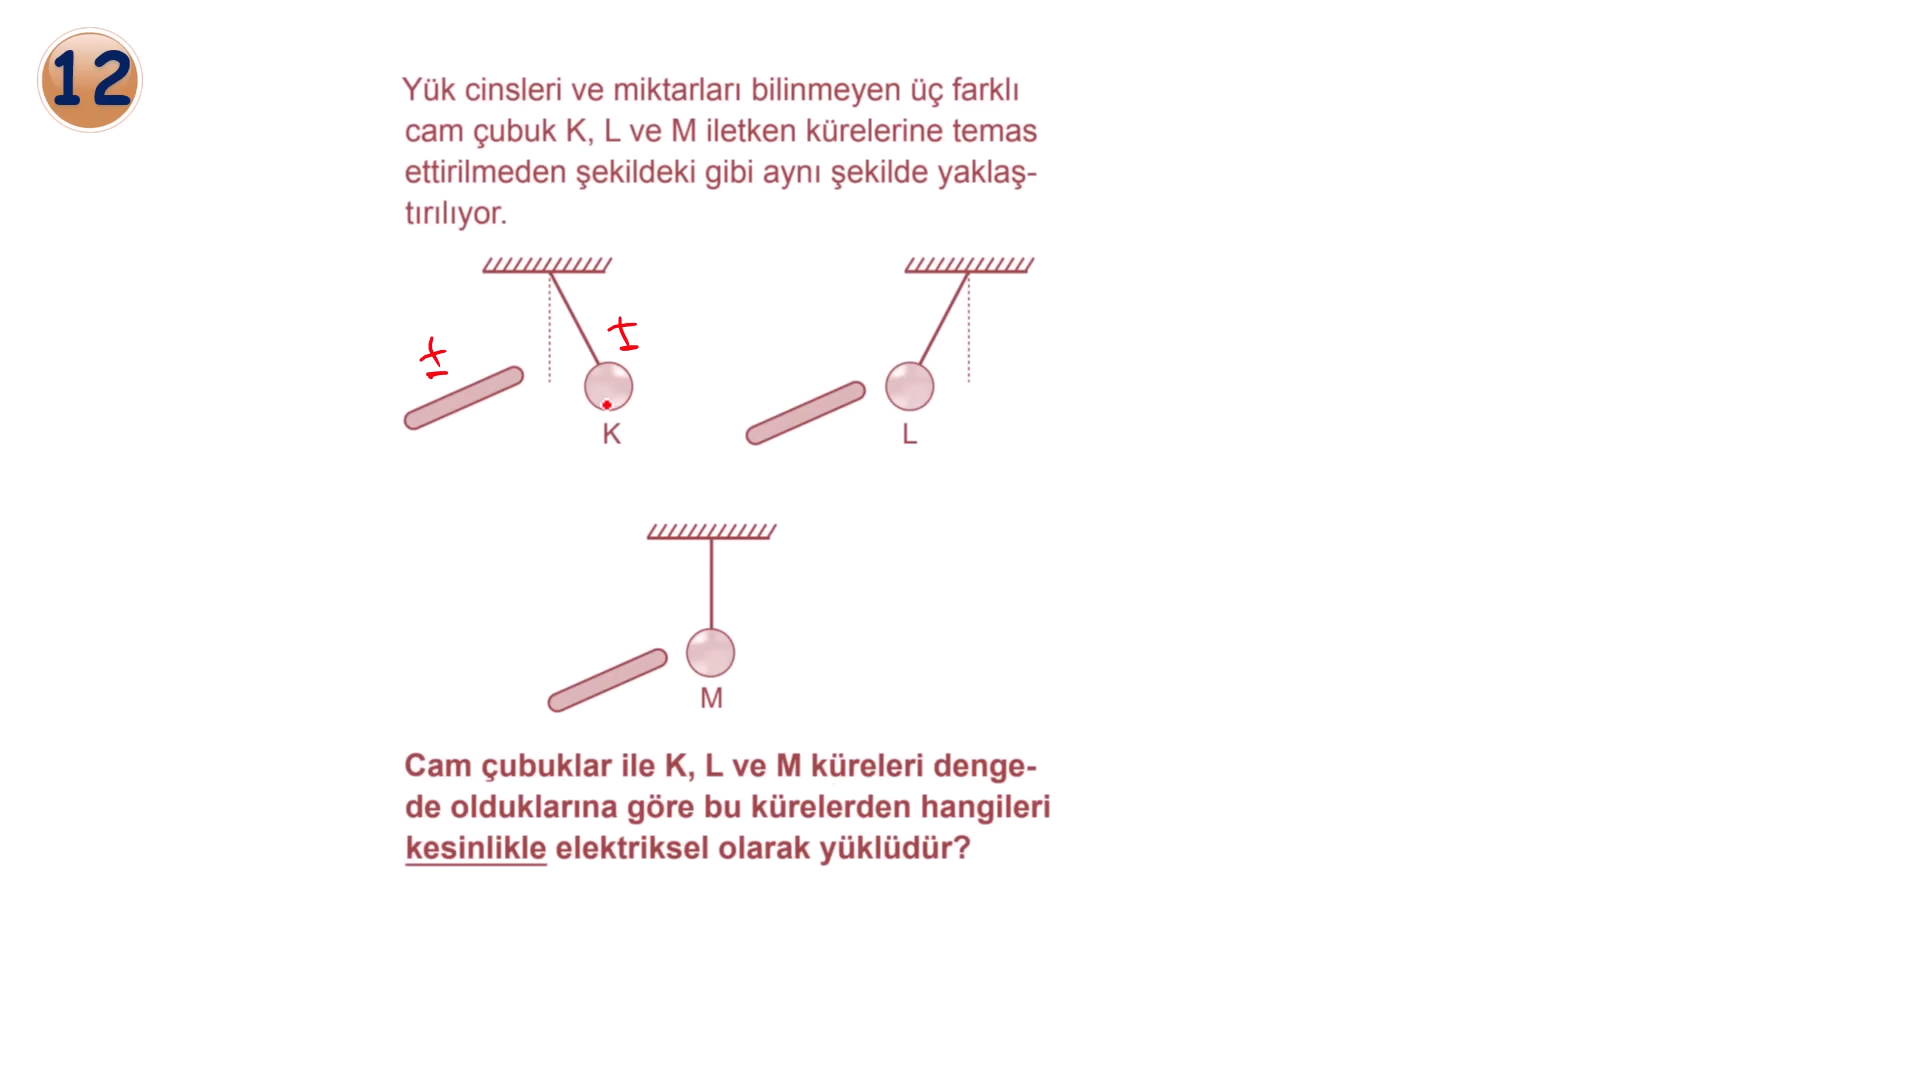 12
Yük cinsleri ve miktarları bilinmeyen üç farklı
cam çubuk K, L ve M iletken kürelerine temas
ettirilmeden şekildeki gibi aynı şekilde yaklaş-
tırılıyor.
±
±
K
L
M
Cam çubuklar ile K, L ve M küreleri denge-
de olduklarına göre bu kürelerden hangileri
kesinlikle elektriksel olarak yüklüdür?